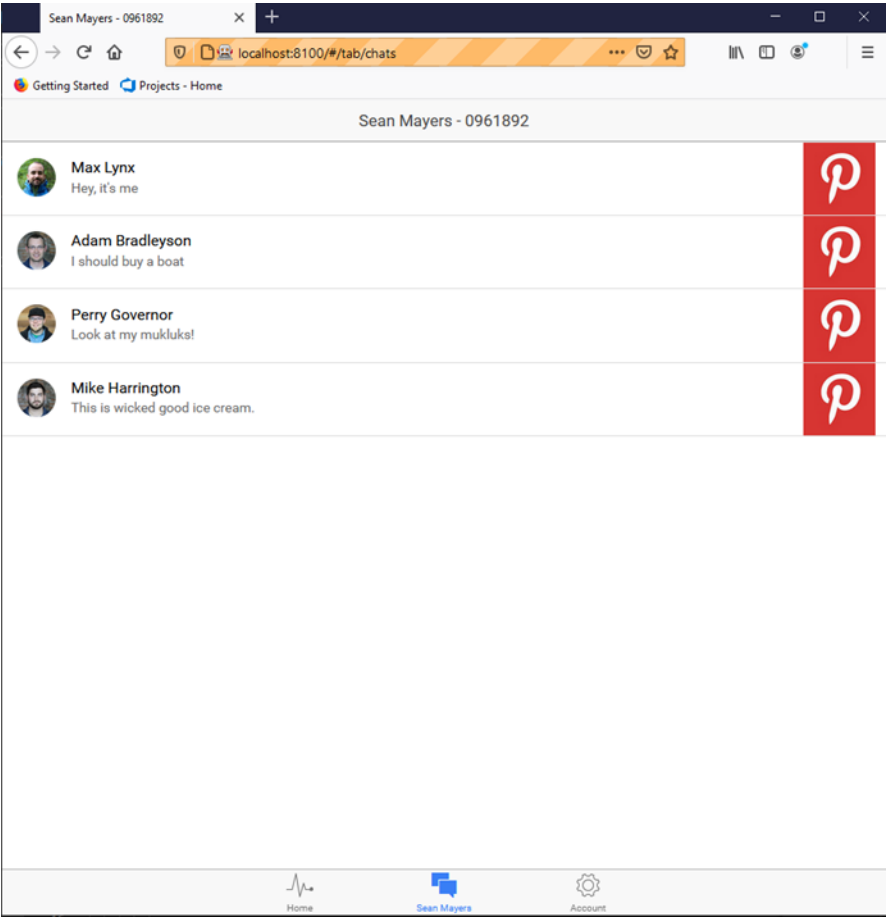 Sean Mayers - 0961892
localhost:8100/#/tab/chats
Getting Started Projects - Home
Sean Mayers - 0961892
Max Lynx
Hey, it's me
Adam Bradleyson
I should buy a boat
Perry Governor
Look at my mukluks!
Mike Harrington
This is wicked good ice cream.
Home Sean Mayers Account